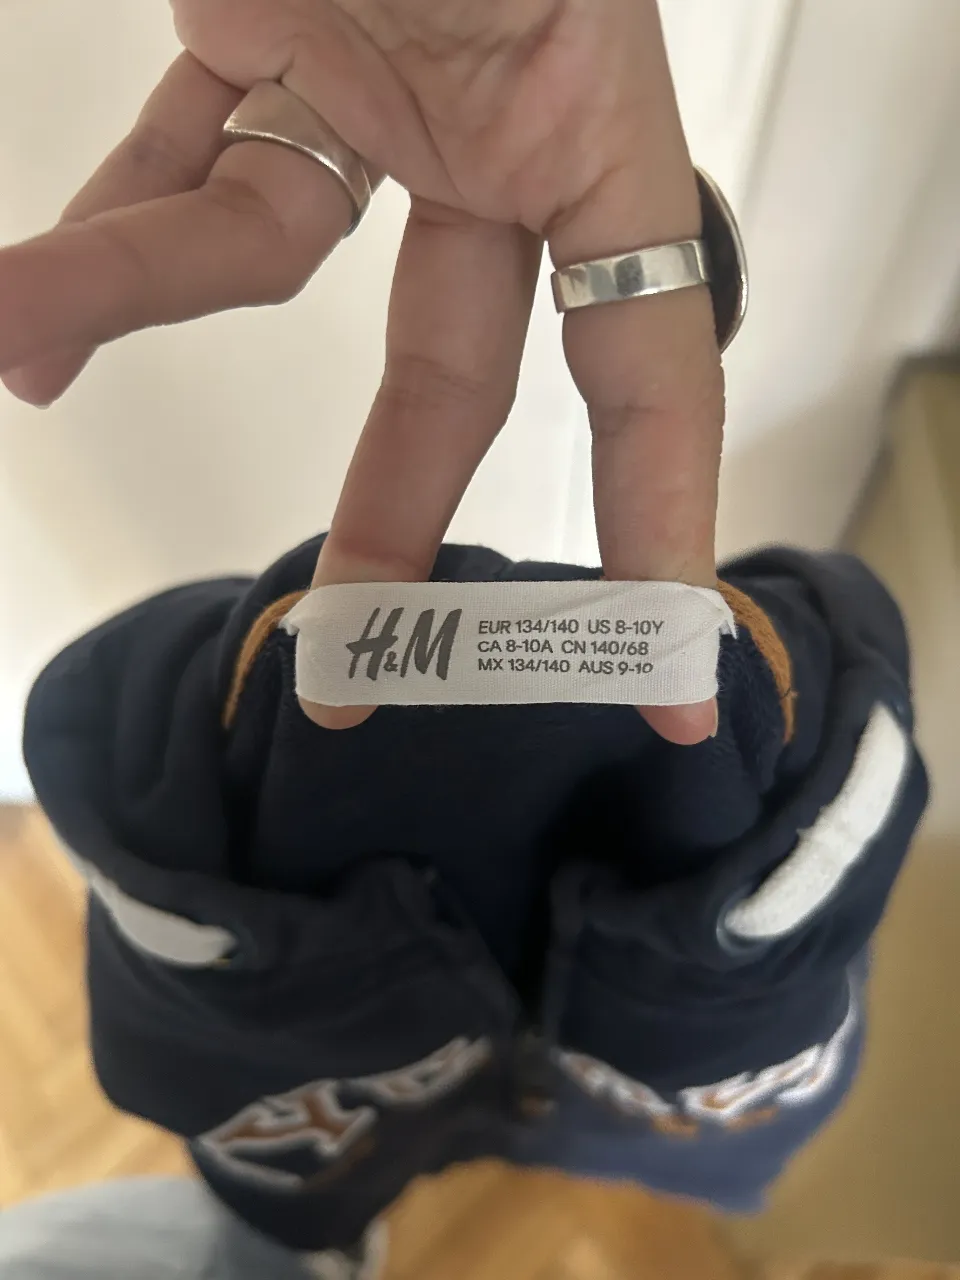 H&M
EUR 134/140 US 8-10Y
CA 8-10A CN 140/68
MX 134/140 AUS 9-10